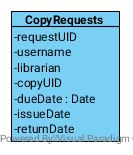 CopyRequests
-requestUID
-username
-librarian
-copyUID
-dueDate : Date
-issueDate
-returnDate
Powered By Visual Paradigm